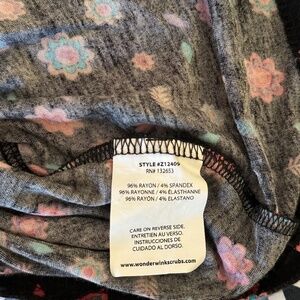 STYLE #Z12409
RN# 132653
96% RAYON / 4% SPANDEX
96% RAYONNE / 4% ÉLASTHANNE
96% RAYÓN / 4% ELASTANO
CARE ON REVERSE SIDE.
ENTRETIEN AU VERSO.
INSTRUCCIONES DE
CUIDADO AL DORSO.
www.wonderwinkscrubs.com